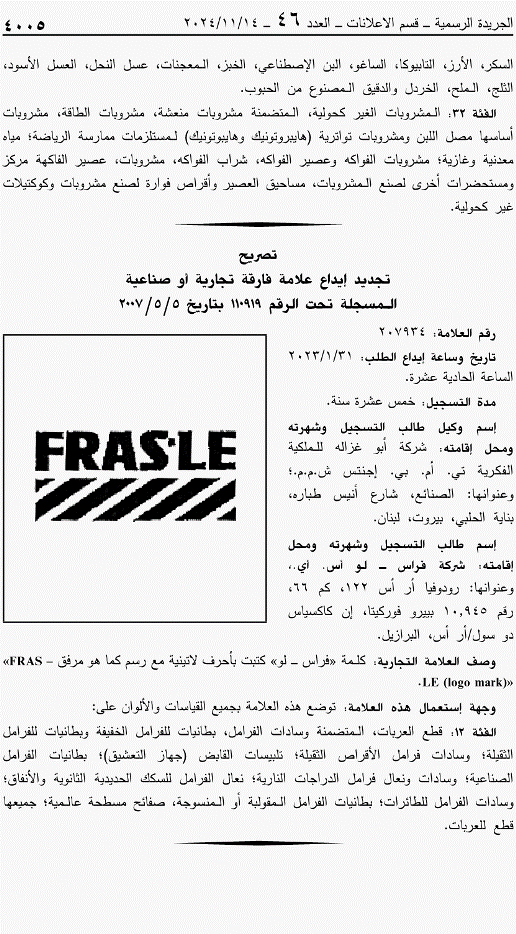 الجريدة الرسمية ــ قسم الاعلانات ــ العدد ٤٦ ــ ٢٠٢٤/١١/١٤
٤٠٠٥
السكر، الأرز، التابيوكا، الساغو، البن الإصطناعي، الخبز، المعجنات، عسل النحل، العسل الأسود،
الثلج، الملح، الخردل والدقيق المصنوع من الحبوب.
الفئة ٣٢: المشروبات الغير كحولية، المتضمنة مشروبات منعشة، مشروبات الطاقة، مشروبات
أساسها مصل اللبن ومشروبات تواترية (هايبروتونيك وهايبوتونيك) لمستلزمات ممارسة الرياضة؛ مياه
معدنية وغازية؛ مشروبات الفواكه وعصير الفواكه، شراب الفواكه، مشروبات، عصير الفاكهة مركز
ومستحضرات أخرى لصنع المشروبات، مساحيق العصير وأقراص فوارة لصنع مشروبات وكوكتيلات
غير كحولية.
تصريح
تجديد إيداع علامة فارقة تجارية أو صناعية
المسجلة تحت الرقم ١١٠٩١٩ بتاريخ ٢٠٠٧/٥/٥
رقم العلامة: ٢٠٧٩٣٤
تاريخ وساعة إيداع الطلب: ٢٠٢٣/١/٣١
الساعة الحادية عشرة.
مدة التسجيل: خمس عشرة سنة.
إسم وكيل طالب التسجيل وشهرته
ومحل إقامته: شركة أبو غزاله للملكية
الفكرية تي. أم. بي. إجنتس ش.م.م.؛
وعنوانها: الصنائع، شارع أنيس طباره،
بناية الحلبي، بيروت، لبنان.
إسم طالب التسجيل وشهرته ومحل
إقامته: شركة فراس ــ لو أس. أي.،
وعنوانها: رودوفيا أر أس ١٢٢، كم ٦٦،
رقم ١٠,٩٤٥ بييرو فوركيتا، إن كاكسياس
دو سول/أر أس، البرازيل.
FRAS-LE
وصف العلامة التجارية: كلمة «فراس ــ لو» كتبت بأحرف لاتينية مع رسم كما هو مرفق «FRAS –
LE (logo mark)».
وجهة إستعمال هذه العلامة: توضع هذه العلامة بجميع القياسات والألوان على:
الفئة ١٢: قطع العربات، المتضمنة وسادات الفرامل، بطانيات للفرامل الخفيفة وبطانيات للفرامل
الثقيلة؛ وسادات فرامل الأقراص الثقيلة؛ تلبيسات القابض (جهاز التعشيق)؛ بطانيات الفرامل
الصناعية؛ وسادات ونعال فرامل الدراجات النارية؛ نعال الفرامل للسكك الحديدية الثانوية والأنفاق؛
وسادات الفرامل للطائرات؛ بطانيات الفرامل المقولبة أو المنسوجة، صفائح مسطحة عالمية؛ جميعها
قطع للعربات.